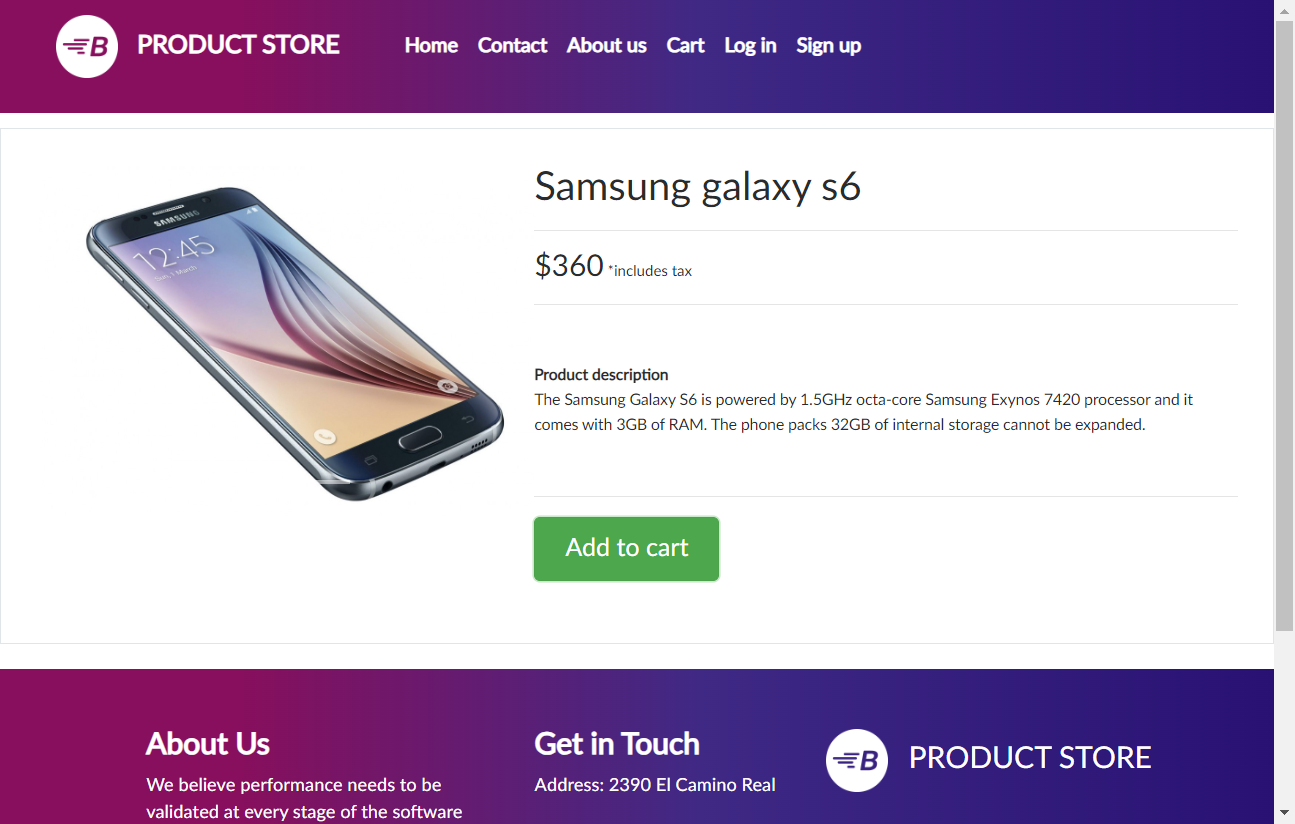 B PRODUCT STORE Home Contact About us Cart Log in Sign up
SAMSUNG
12:45
Sun, 1 March
Samsung galaxy s6
$360 *includes tax
Product description
The Samsung Galaxy S6 is powered by 1.5GHz octa-core Samsung Exynos 7420 processor and it
comes with 3GB of RAM. The phone packs 32GB of internal storage cannot be expanded.
Add to cart
About Us
We believe performance needs to be
validated at every stage of the software
Get in Touch
Address: 2390 El Camino Real
B PRODUCT STORE